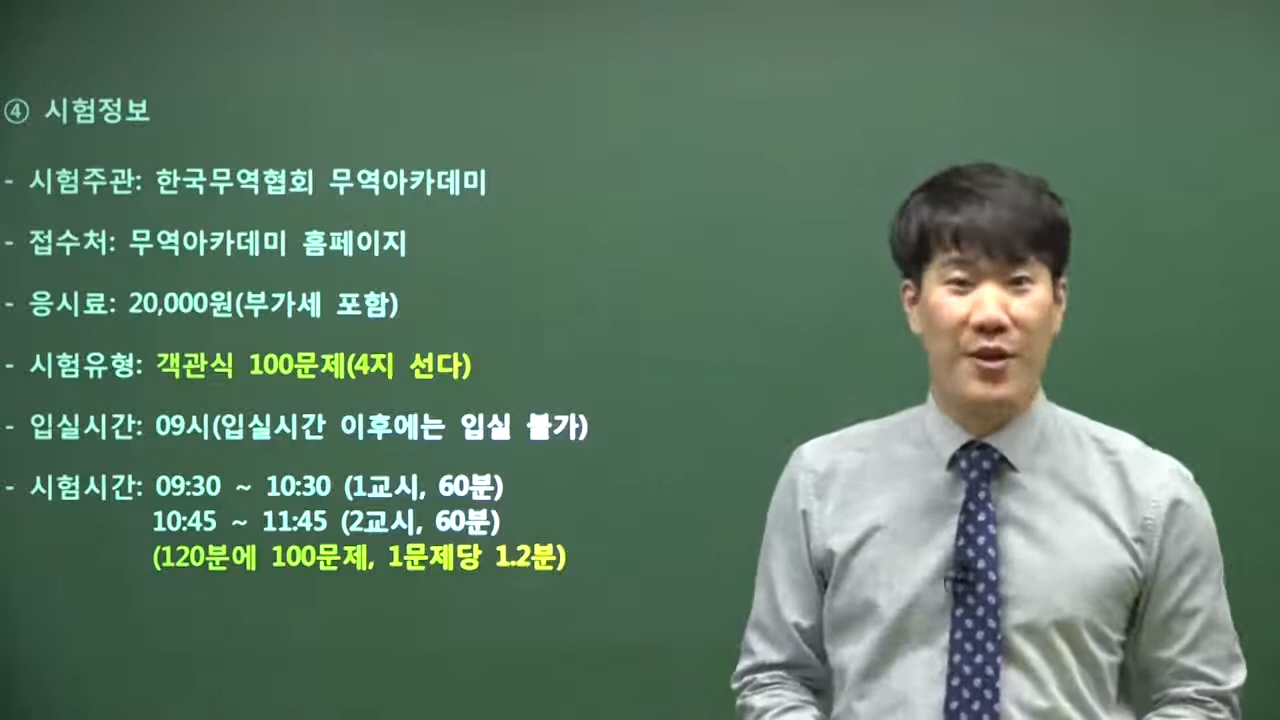 ④ 시험정보
- 시험주관: 한국무역협회 무역아카데미
- 접수처: 무역아카데미 홈페이지
- 응시료: 20,000원(부가세 포함)
- 시험유형: 객관식 100문제(4지 선다)
- 입실시간: 09시(입실시간 이후에는 입실 불가)
- 시험시간: 09:30 ~ 10:30 (1교시, 60분)
10:45 ~ 11:45 (2교시, 60분)
(120분에 100문제, 1문제당 1.2분)